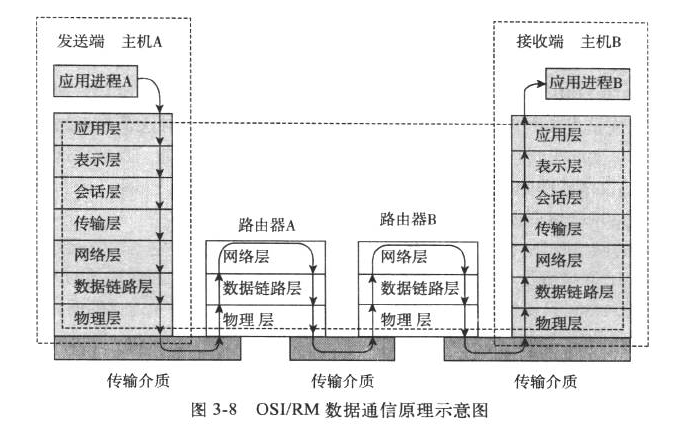 发送端 主机A
接收端 主机B
应用进程A
应用进程B
应用层
表示层
会话层
传输层
网络层
数据链路层
物理层
路由器A
网络层
数据链路层
物理层
路由器B
网络层
数据链路层
物理层
应用层
表示层
会话层
传输层
网络层
数据链路层
物理层
传输介质
传输介质
传输介质
图 3-8 OSI/RM 数据通信原理示意图